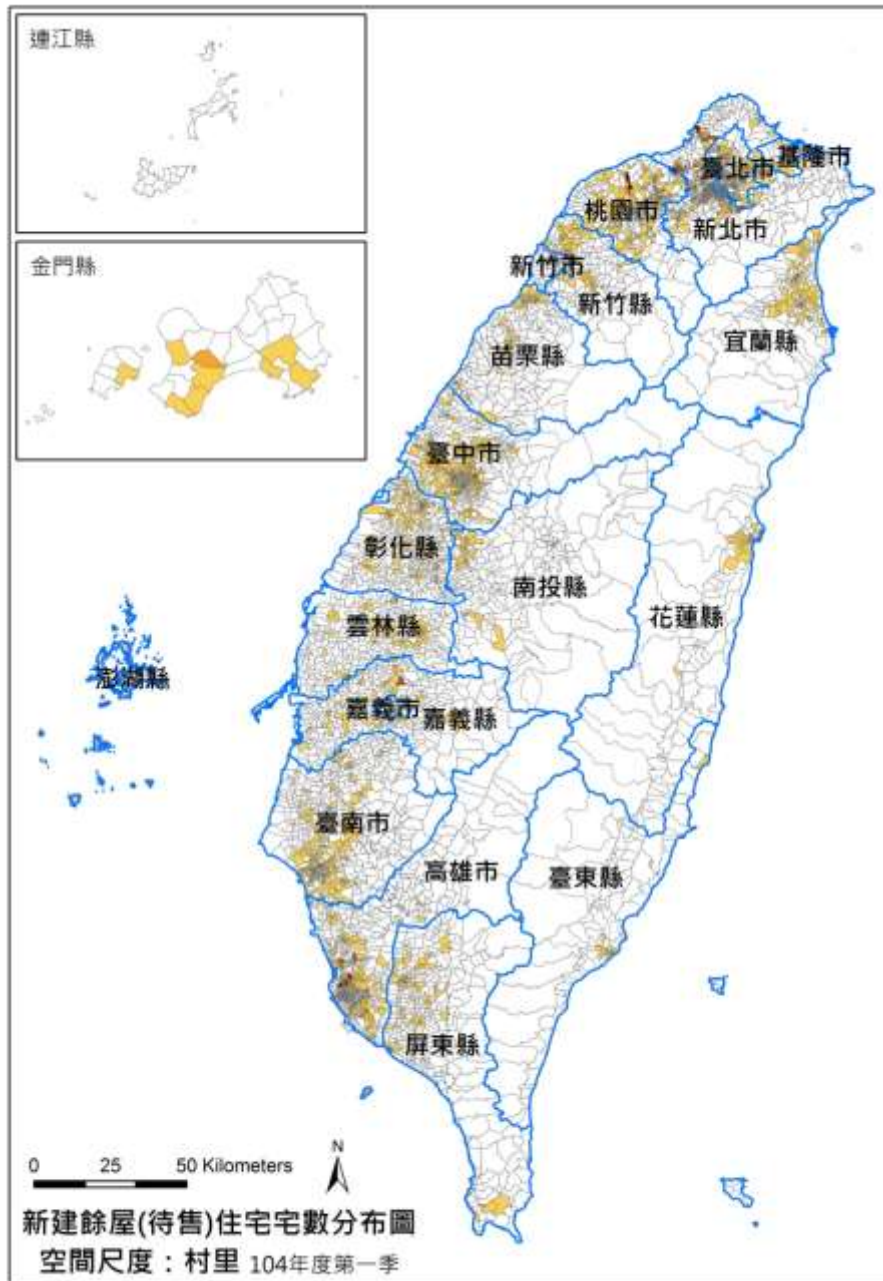 連江縣
金門縣
基隆市
臺北市
桃園市
新北市
新竹市
新竹縣
宜蘭縣
苗栗縣
臺中市
彰化縣
南投縣
花蓮縣
雲林縣
澎湖縣
嘉義市
嘉義縣
臺南市
高雄市
臺東縣
屏東縣
N
0 25 50 Kilometers
新建餘屋(待售)住宅宅數分布圖
空間尺度：村里 104年度第一季